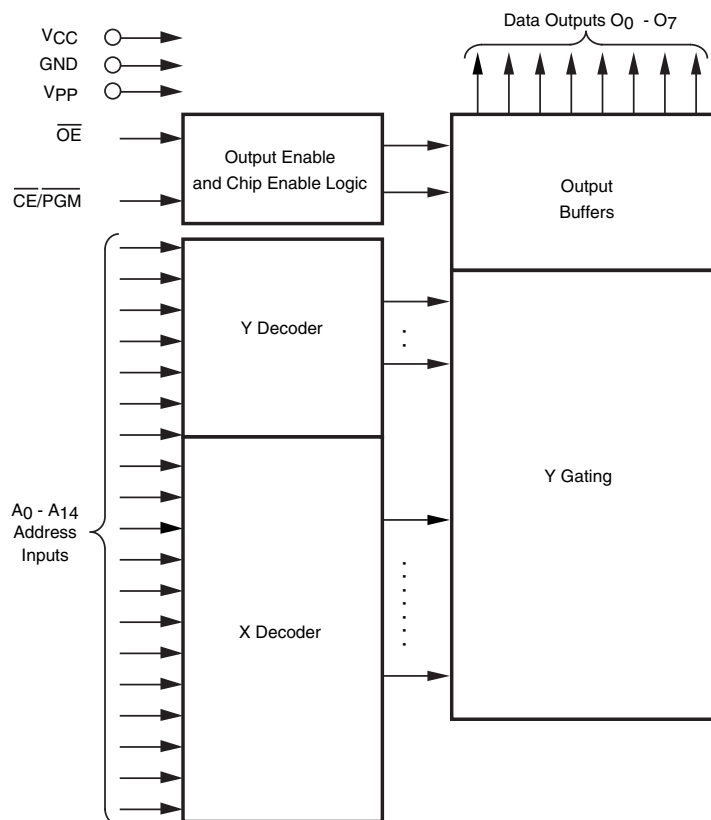 Data Outputs O0 - O7
VCC
GND
VPP
OE
CE/PGM
Output Enable
and Chip Enable Logic
Output
Buffers
Y Decoder
Y Gating
A0 - A14
Address
Inputs
X Decoder